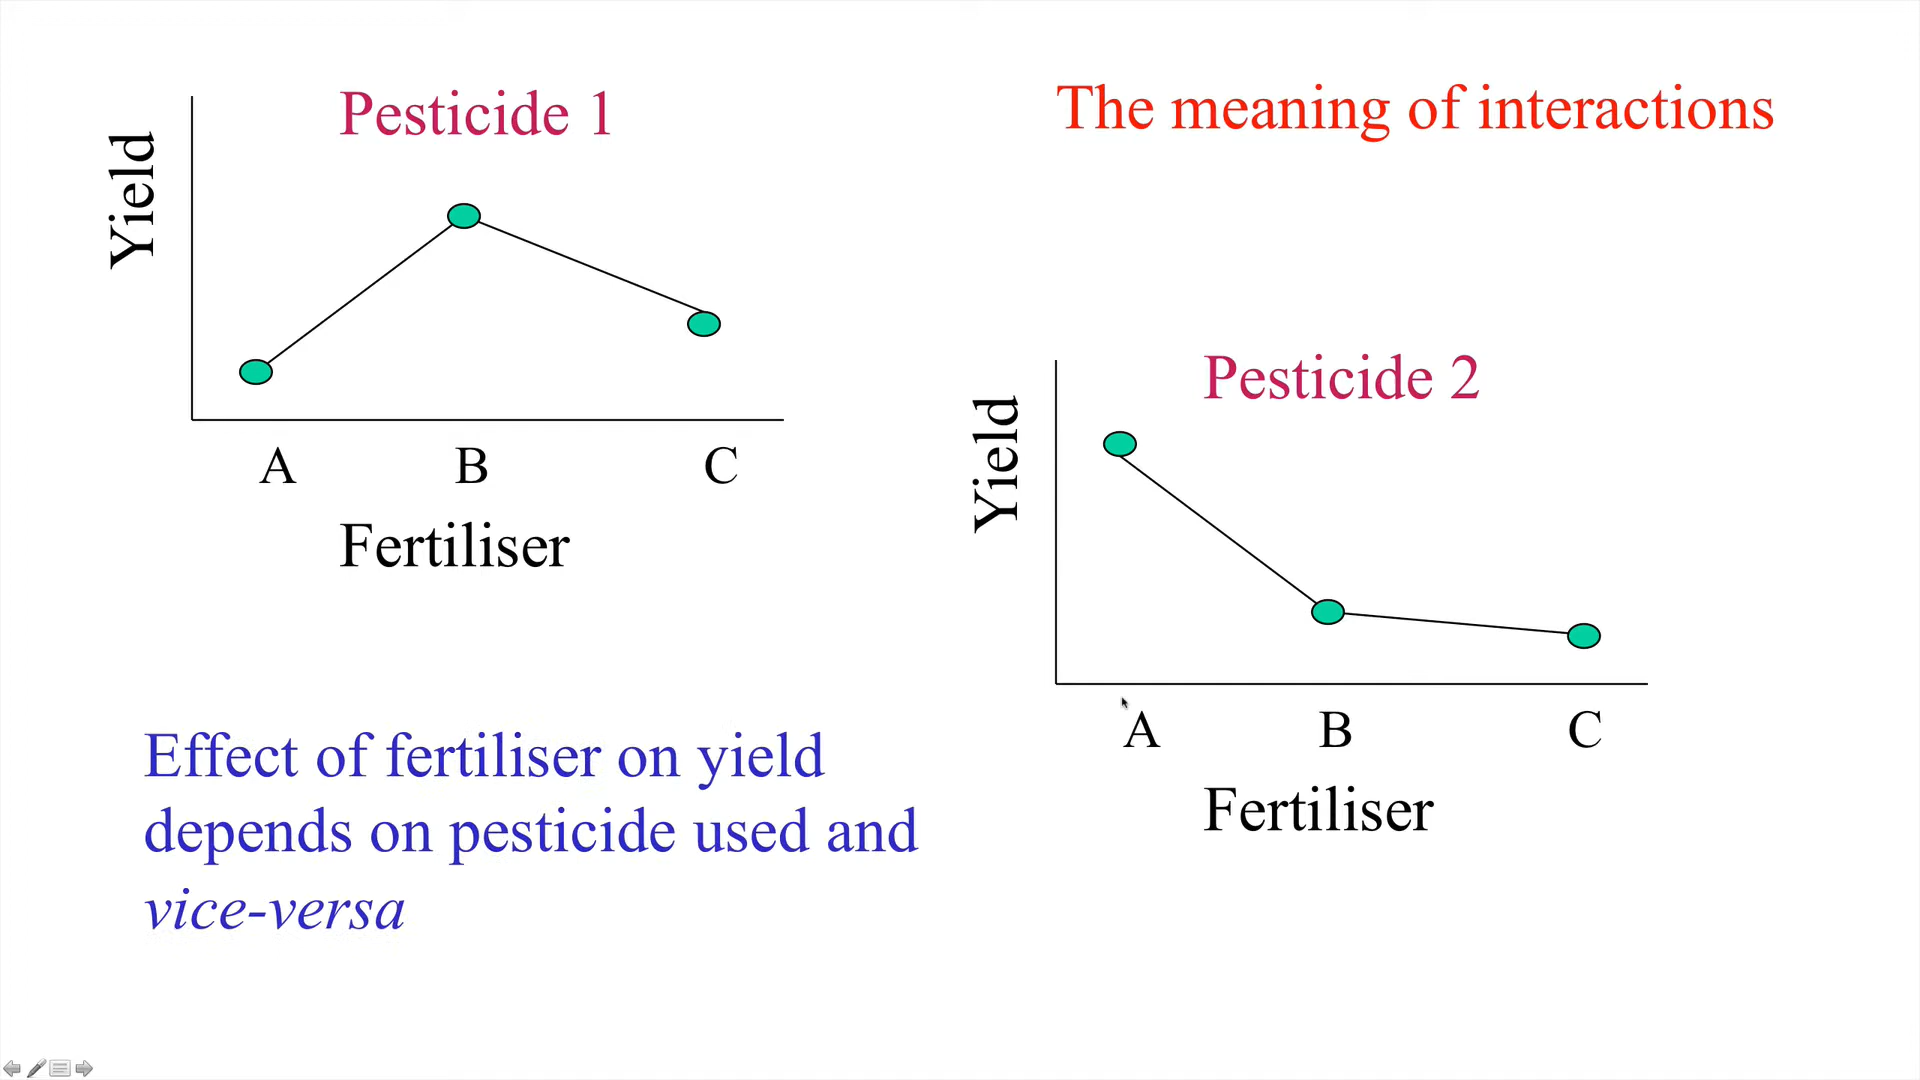 Pesticide 1
Yield
A B C
Fertiliser
The meaning of interactions
Pesticide 2
Yield
A B C
Fertiliser
Effect of fertiliser on yield
depends on pesticide used and
vice-versa